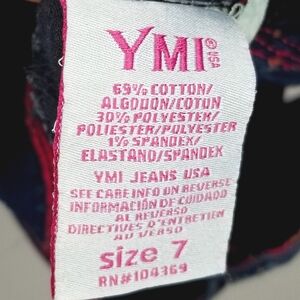 YMI® USA
69% COTTON/
ALGODON/COTON
30% POLYESTER/
POLIESTER/POLYESTER
1% SPANDEX/
ELASTAND/SPANDEX
YMI JEANS USA
SEE CARE INFO ON REVERSE
INFORMACIÓN DE CUIDADO
AL REVERSO
DIRECTIVES D'ENTRETIEN
AU VERSO
size 7
RN#104369